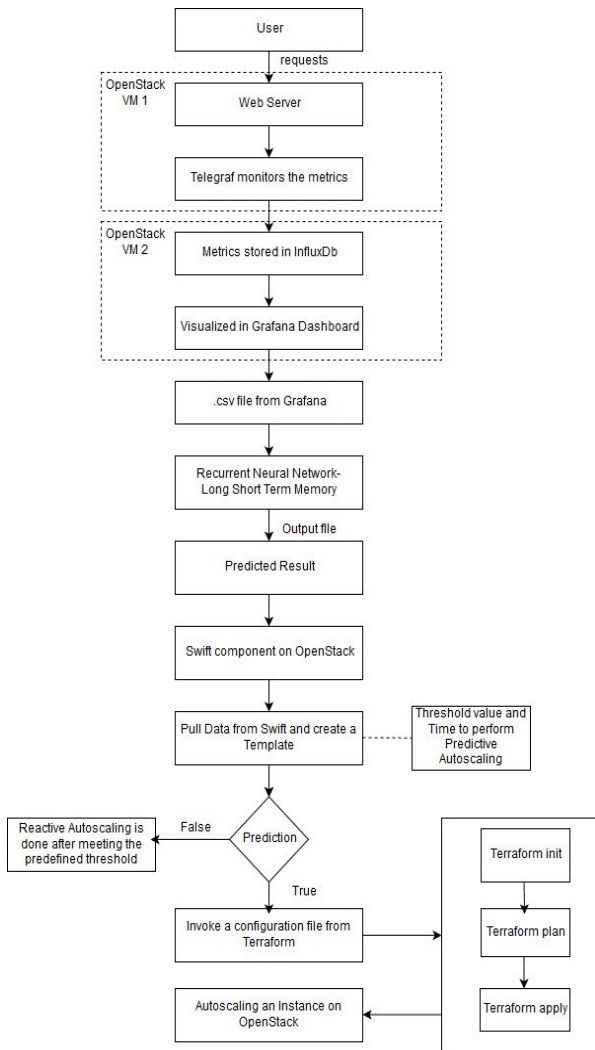 User
requests
OpenStack
VM 1
Web Server
Telegraf monitors the metrics
OpenStack
VM 2
Metrics stored in InfluxDb
Visualized in Grafana Dashboard
.csv file from Grafana
Recurrent Neural Network-
Long Short Term Memory
Output file
Predicted Result
Swift component on OpenStack
Pull Data from Swift and create a
Template
Threshold value and
Time to perform
Predictive
Autoscaling
Prediction
False
Reactive Autoscaling is
done after meeting the
predefined threshold
True
Invoke a configuration file from
Terraform
Terraform init
Terraform plan
Terraform apply
Autoscaling an Instance on
OpenStack